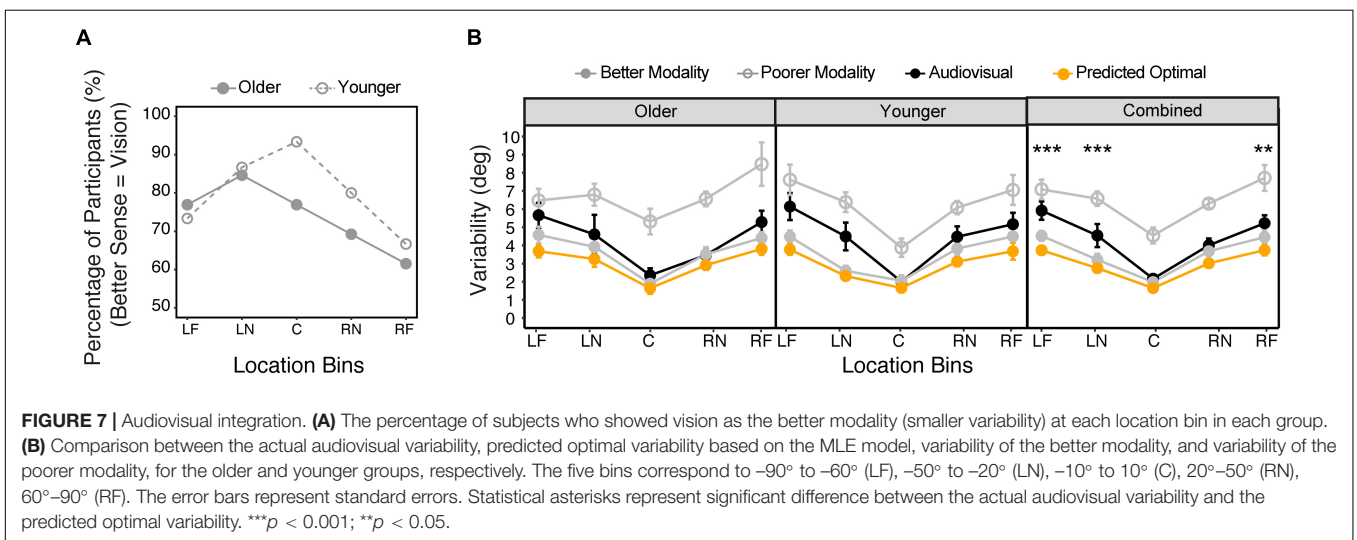 A
B
Older Younger
Percentage of Participants (%)
(Better Sense = Vision)
100
90
80
70
60
50
LF LN C RN RF
Location Bins
Better Modality Poorer Modality Audiovisual Predicted Optimal
Older Younger Combined
Variability (deg)
10
9
8
7
6
5
4
3
2
1
0
*** *** **
LF LN C RN RF LF LN C RN RF LF LN C RN RF
Location Bins
FIGURE 7 | Audiovisual integration. (A) The percentage of subjects who showed vision as the better modality (smaller variability) at each location bin in each group.
(B) Comparison between the actual audiovisual variability, predicted optimal variability based on the MLE model, variability of the better modality, and variability of the
poorer modality, for the older and younger groups, respectively. The five bins correspond to –90° to –60° (LF), –50° to –20° (LN), –10° to 10° (C), 20°–50° (RN),
60°–90° (RF). The error bars represent standard errors. Statistical asterisks represent significant difference between the actual audiovisual variability and the
predicted optimal variability. ***p < 0.001; **p < 0.05.